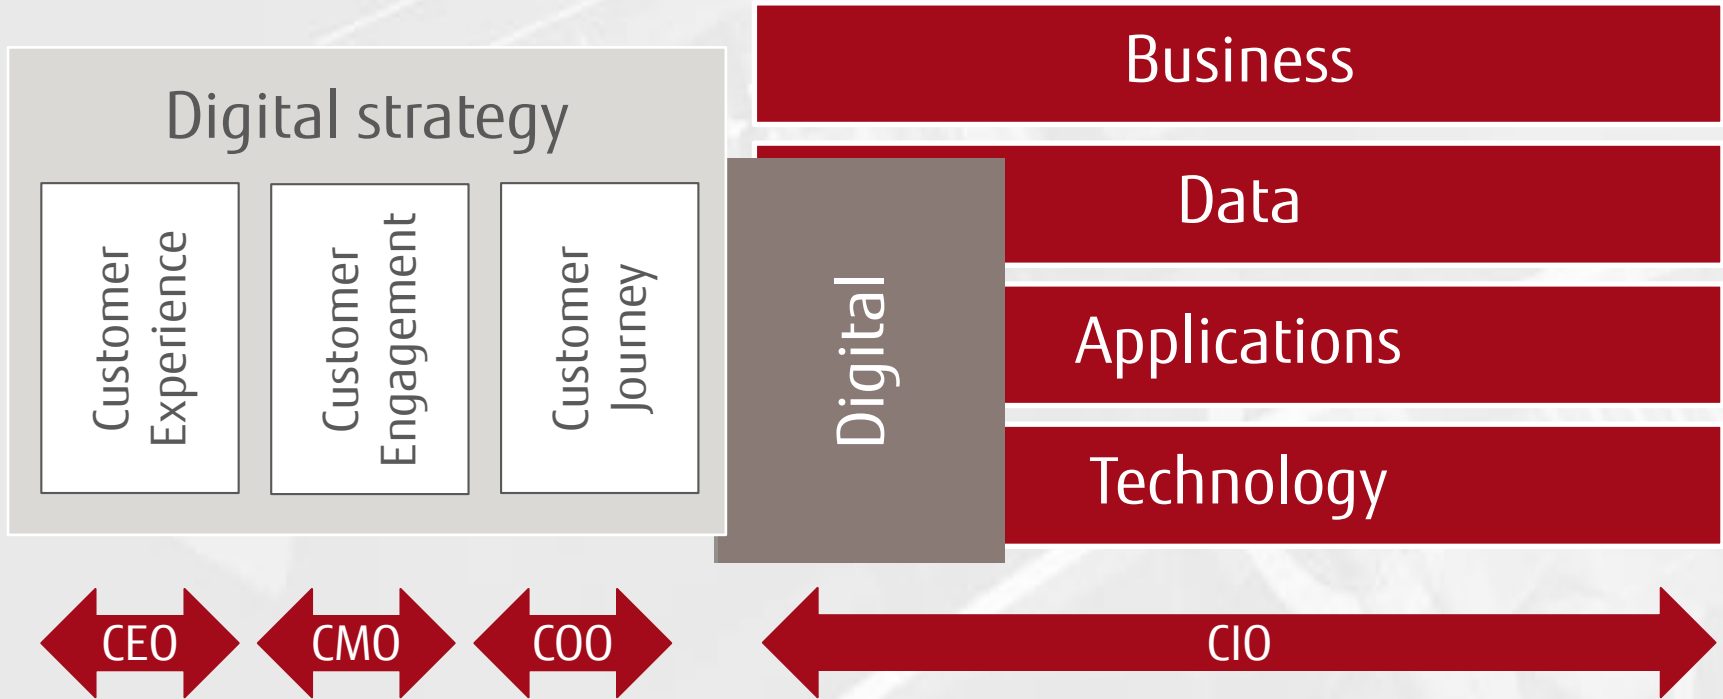 Digital strategy
Customer
Experience
Customer
Engagement
Customer
Journey
Digital
Business
Data
Applications
Technology
CEO
CMO
COO
CIO